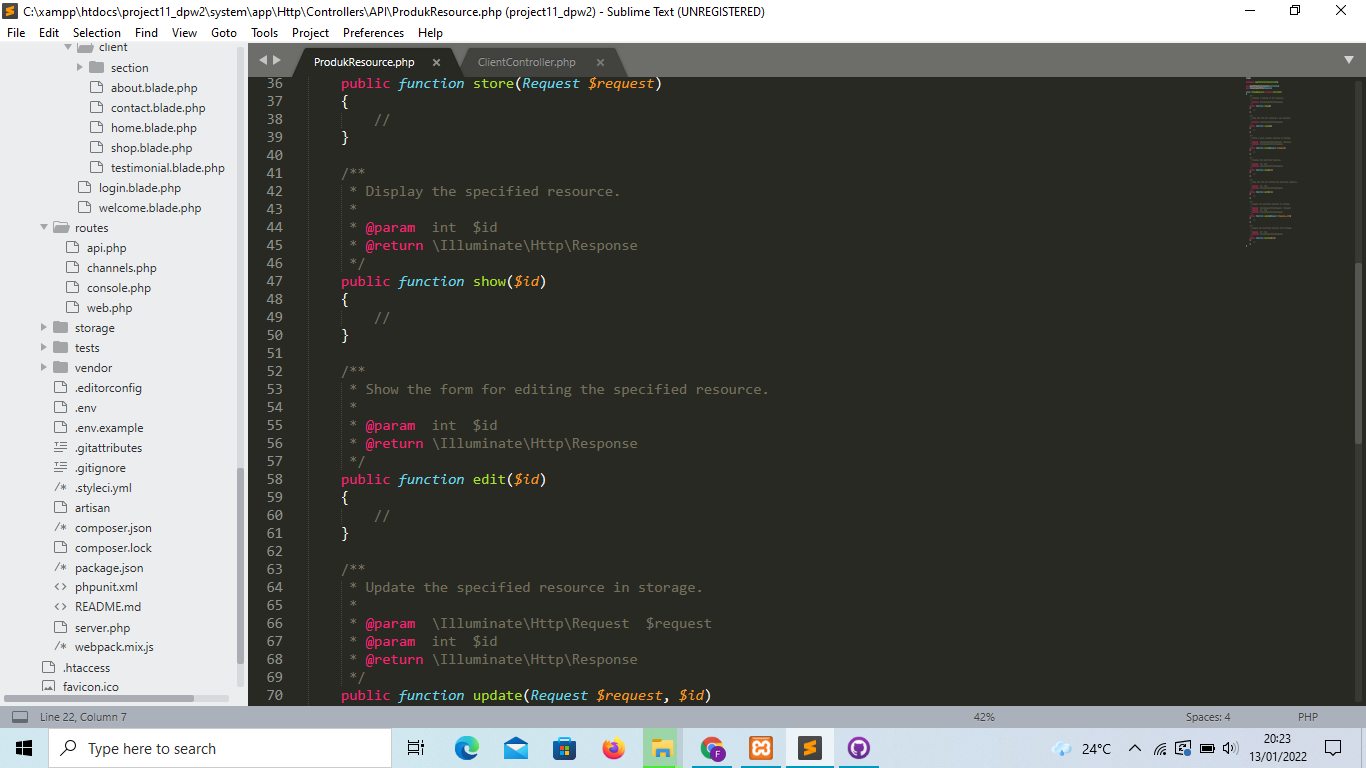 C:\xampp\htdocs\project11_dpw2\system\app\Http\Controllers\API\ProdukResource.php (project11_dpw2) - Sublime Text (UNREGISTERED)
File Edit Selection Find View Goto Tools Project Preferences Help
client
section
about.blade.php
contact.blade.php
home.blade.php
shop.blade.php
testimonial.blade.php
login.blade.php
welcome.blade.php
routes
api.php
channels.php
console.php
web.php
storage
tests
vendor
.editorconfig
.env
.env.example
.gitattributes
.gitignore
/* .styleci.yml
artisan
/* composer.json
composer.lock
/* package.json
<> phpunit.xml
<> README.md
server.php
/* webpack.mix.js
.htaccess
favicon.ico
ProdukResource.php × ClientController.php ×
36 public function store(Request $request)
37 {
38 //
39 }
40
41 /**
42 * Display the specified resource.
43 *
44 * @param int $id
45 * @return \Illuminate\Http\Response
46 */
47 public function show($id)
48 {
49 //
50 }
51
52 /**
53 * Show the form for editing the specified resource.
54 *
55 * @param int $id
56 * @return \Illuminate\Http\Response
57 */
58 public function edit($id)
59 {
60 //
61 }
62
63 /**
64 * Update the specified resource in storage.
65 *
66 * @param \Illuminate\Http\Request $request
67 * @param int $id
68 * @return \Illuminate\Http\Response
69 */
70 public function update(Request $request, $id)
Line 22, Column 7 42% Spaces: 4 PHP
Type here to search
F
24°C
20:23
13/01/2022